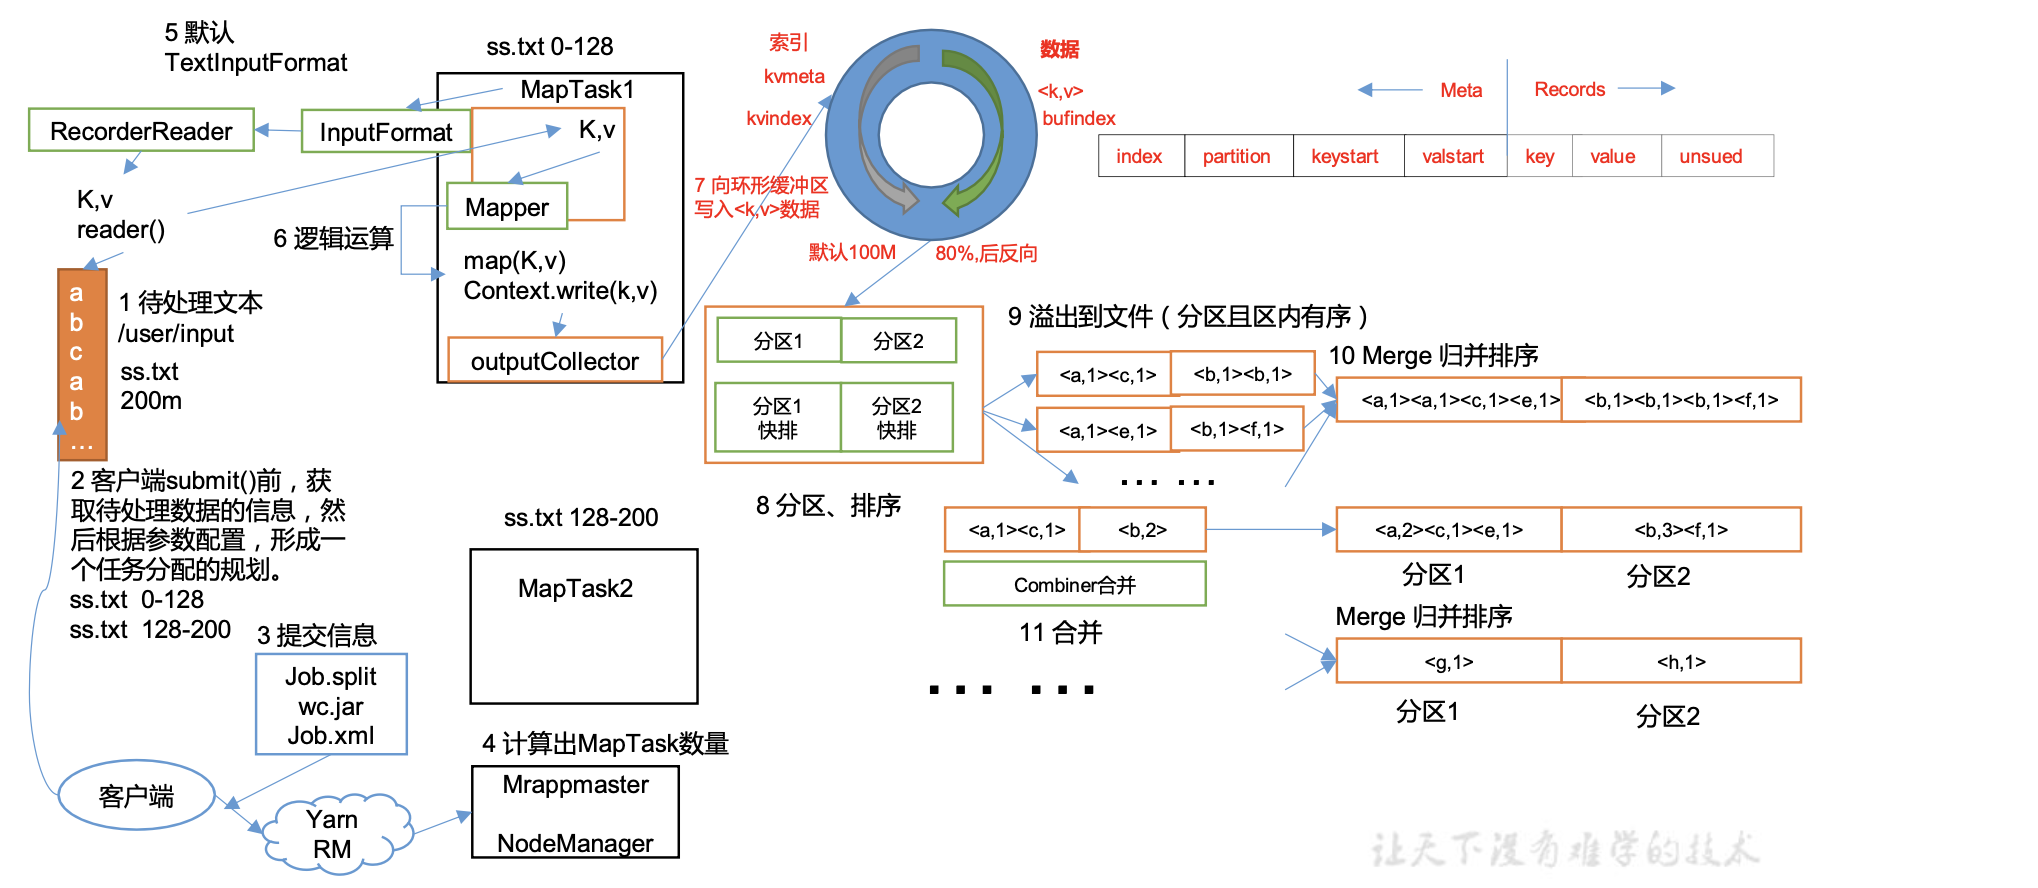 5 默认
TextInputFormat
ss.txt 0-128
MapTask1
RecorderReader
InputFormat
K,v
K,v
reader()
Mapper
6 逻辑运算
map(K,v)
Context.write(k,v)
outputCollector
a
b
c
a
b
...
1 待处理文本
/user/input
ss.txt
200m
2 客户端submit()前，获
取待处理数据的信息，然
后根据参数配置，形成一
个任务分配的规划。
ss.txt 0-128
ss.txt 128-200
3 提交信息
Job.split
wc.jar
Job.xml
客户端
Yarn
RM
4 计算出MapTask数量
Mrappmaster
NodeManager
ss.txt 128-200
MapTask2
索引
kvmeta
kvindex
数据
<k,v>
bufindex
7 向环形缓冲区
写入<k,v>数据
默认100M
80%,后反向
Meta
Records
index partition keystart valstart key value unsued
分区1 分区2
分区1 分区2
快排 快排
8 分区、排序
9 溢出到文件（分区且区内有序）
<a,1><c,1> <b,1><b,1>
<a,1><e,1> <b,1><f,1>
... ...
10 Merge 归并排序
<a,1><a,1><c,1><e,1> <b,1><b,1><b,1><f,1>
<a,1><c,1> <b,2>
Combiner合并
11 合并
<a,2><c,1><e,1> <b,3><f,1>
分区1 分区2
Merge 归并排序
... ...
<g,1> <h,1>
分区1 分区2
让天下没有难学的技术